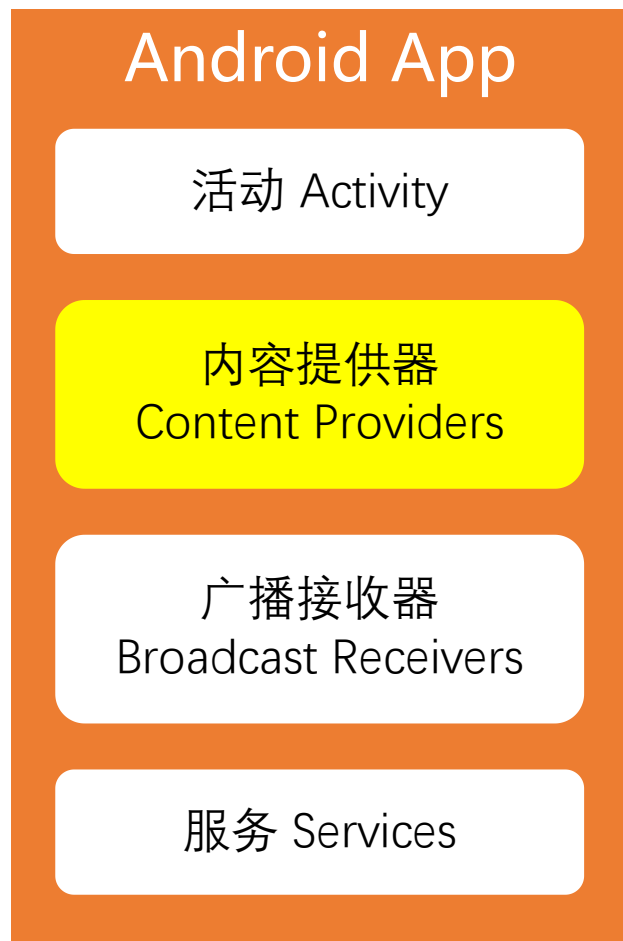 Android App
活动 Activity
内容提供器
Content Providers
广播接收器
Broadcast Receivers
服务 Services